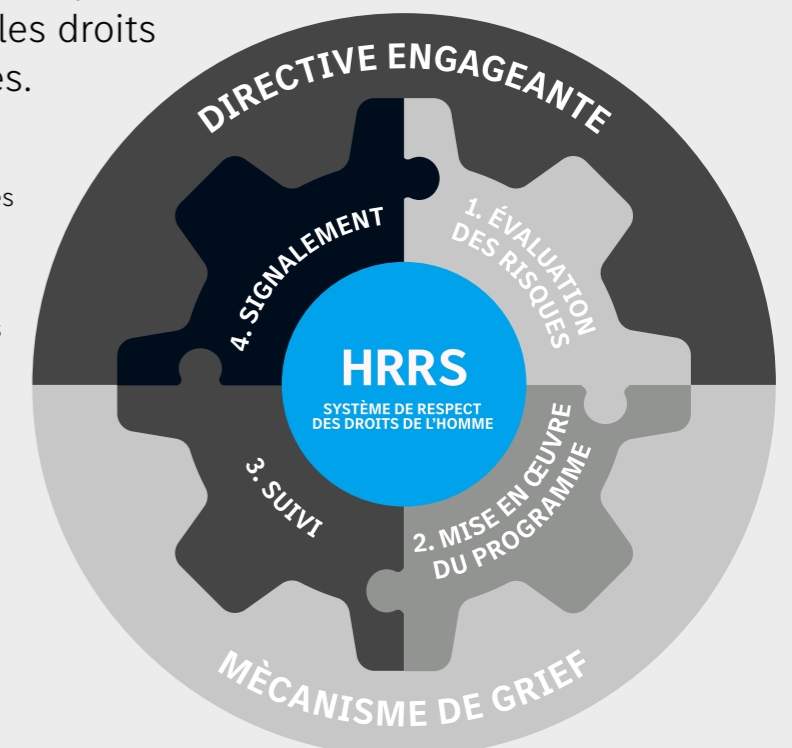 les droits
DIRECTIVE ENGAGEANTE
1. ÉVALUATION
DES RISQUES
4. SIGNALEMENT
HRRS
SYSTÈME DE RESPECT
DES DROITS DE L'HOMME
3. SUIVI
2. MISE EN ŒUVRE
DU PROGRAMME
MÈCANISME DE GRIEF